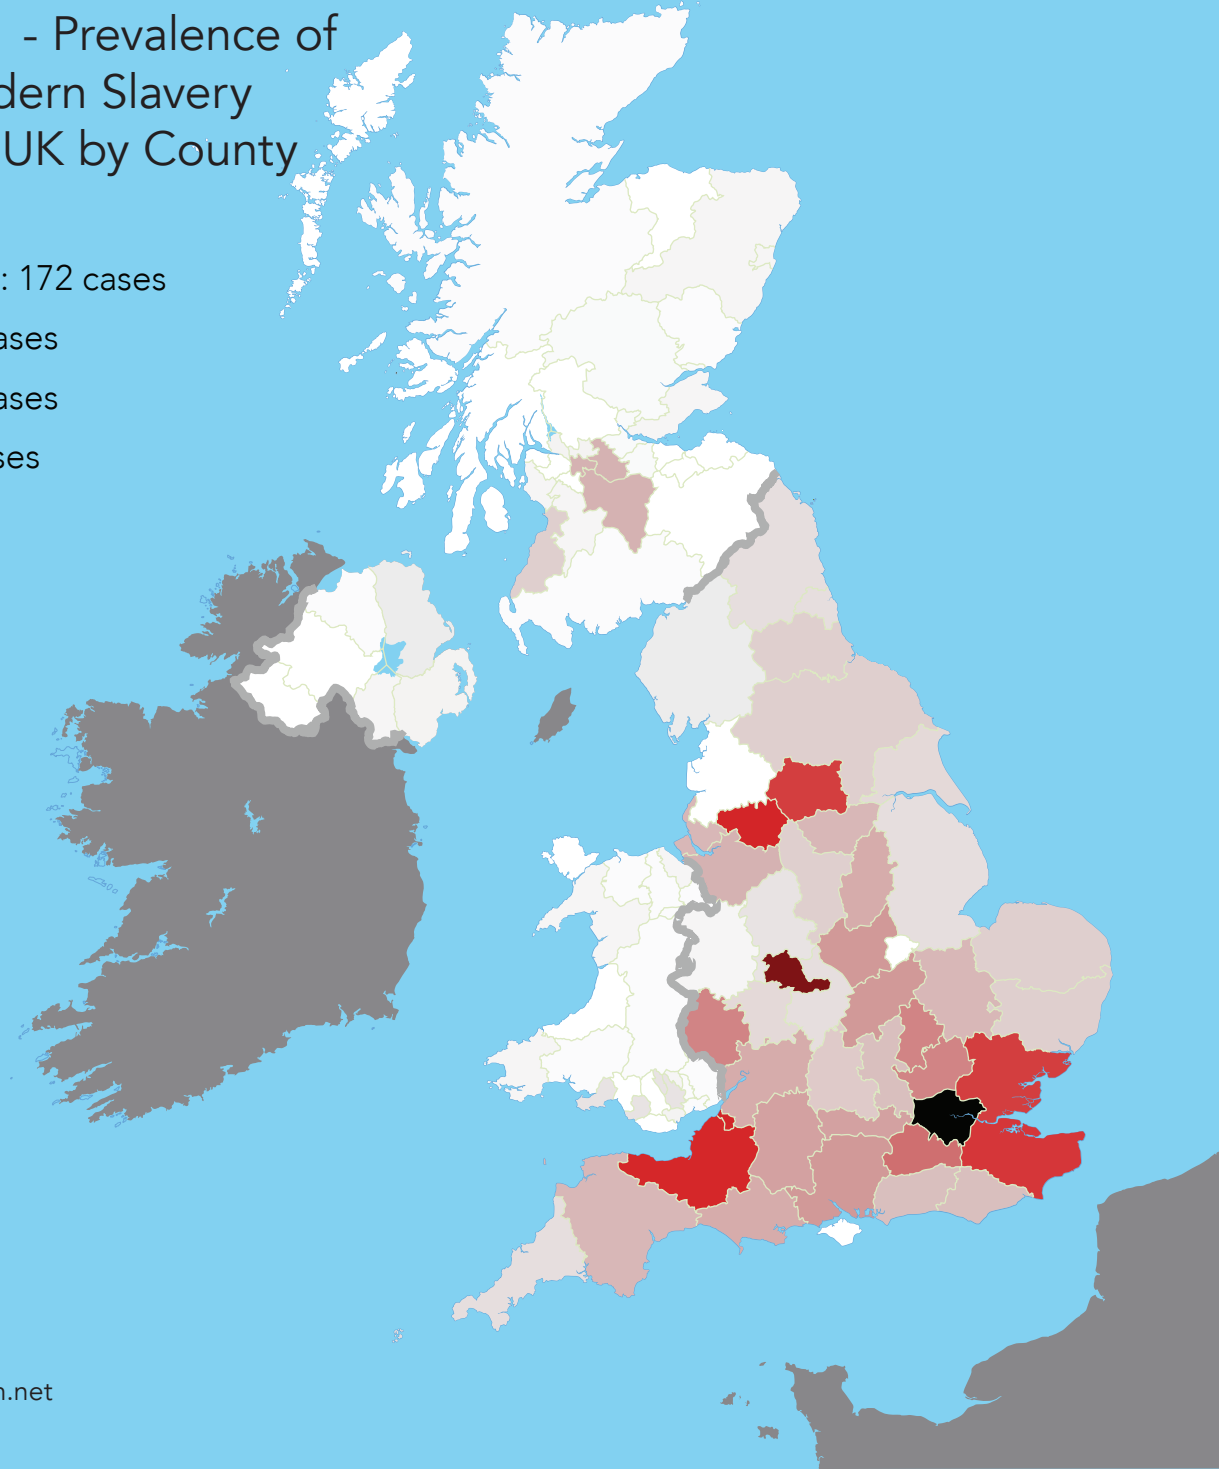 - Prevalence of
dern Slavery
UK by County
: 172 cases
ases
ases
ses
n.net